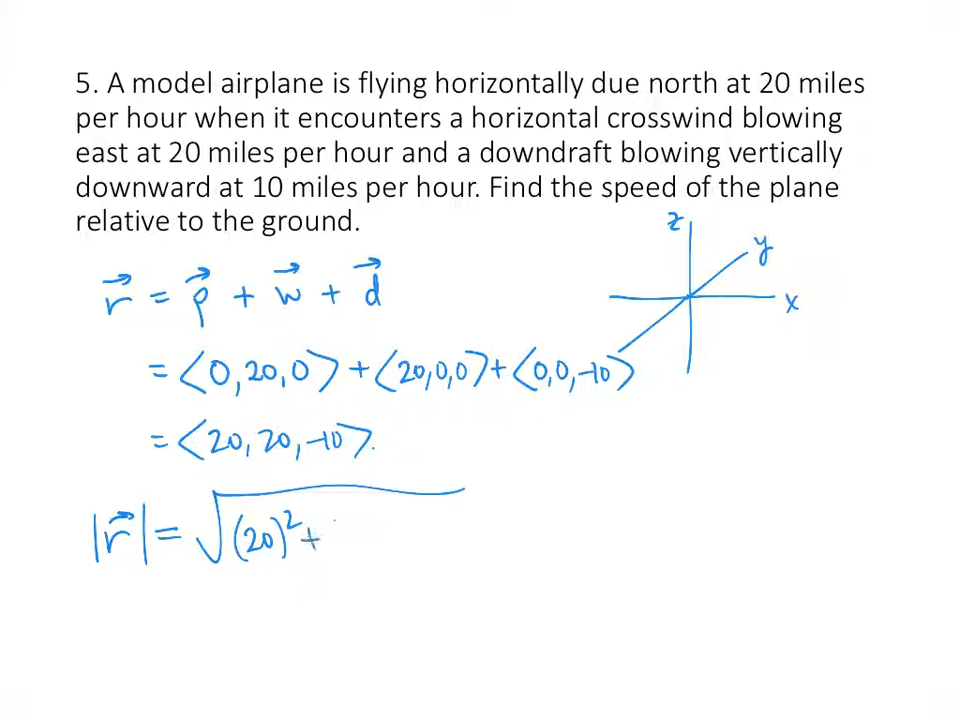 5. A model airplane is flying horizontally due north at 20 miles
per hour when it encounters a horizontal crosswind blowing
east at 20 miles per hour and a downdraft blowing vertically
downward at 10 miles per hour. Find the speed of the plane
relative to the ground.
z
y
x
r⃗ = p⃗ + w⃗ + d⃗
= ⟨0, 20, 0⟩ + ⟨20, 0, 0⟩ + ⟨0, 0, -10⟩
= ⟨20, 20, -10⟩.
|r⃗| = √(20)² +